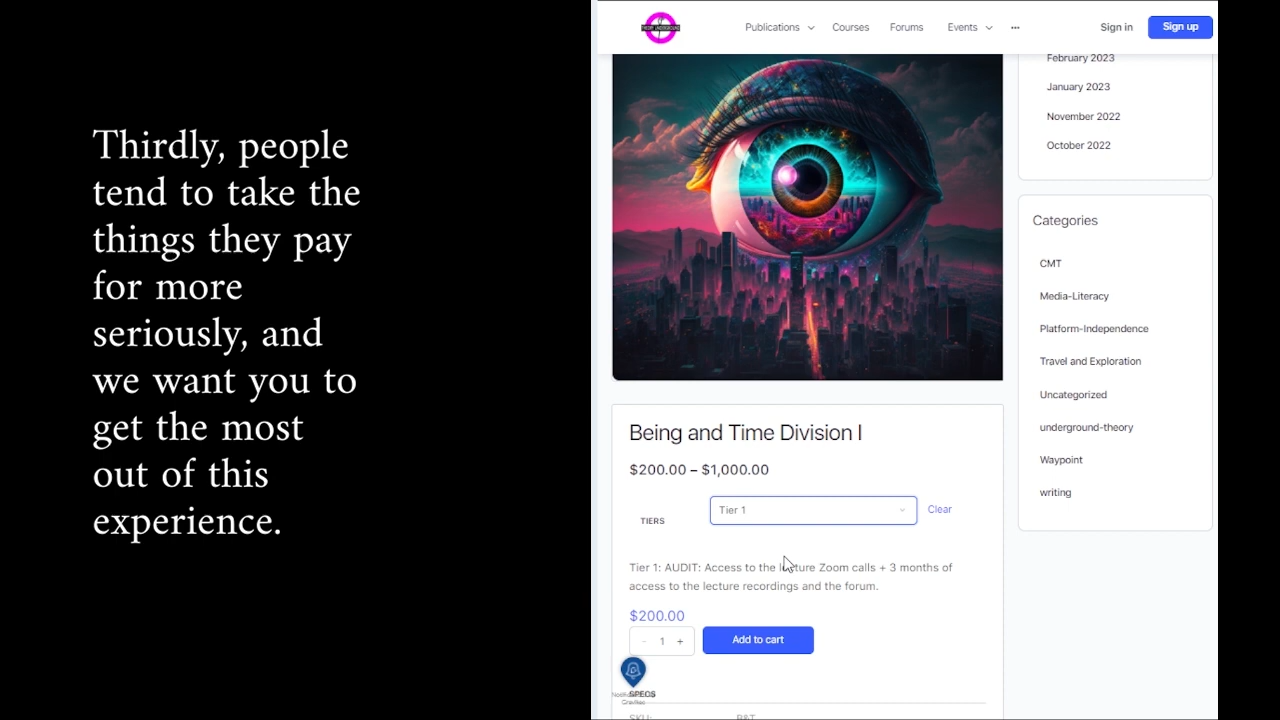 Thirdly, people
tend to take the
things they pay
for more
seriously, and
we want you to
get the most
out of this
experience.
THEORY UNDERGROUND
Publications
Courses
Forums
Events
Sign in
Sign up
February 2023
January 2023
November 2022
October 2022
Categories
CMT
Media-Literacy
Platform-Independence
Travel and Exploration
Uncategorized
underground-theory
Waypoint
writing
Being and Time Division I
$200.00 – $1,000.00
TIERS
Tier 1
Clear
Tier 1: AUDIT: Access to the lecture Zoom calls + 3 months of
access to the lecture recordings and the forum.
$200.00
- 1 +
Add to cart
SPECS
SKU:
B&T